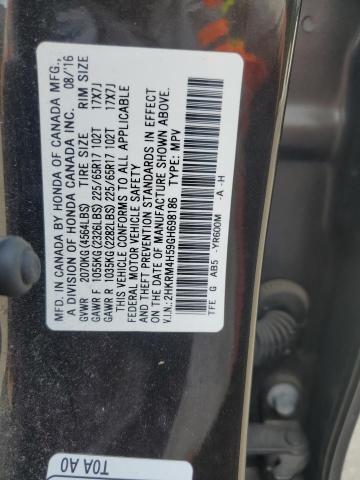 MFD. IN CANADA BY HONDA OF CANADA MFG.,
A DIVISION OF HONDA CANADA INC. 08/16
GVWR 2070KG(4564LBS) TIRE SIZE RIM SIZE
GAWR F 1055KG(2326LBS) 225/65R17 102T 17X7J
GAWR R 1035KG(2282LBS) 225/65R17 102T 17X7J
THIS VEHICLE CONFORMS TO ALL APPLICABLE
FEDERAL MOTOR VEHICLE SAFETY
AND THEFT PREVENTION STANDARDS IN EFFECT
ON THE DATE OF MANUFACTURE SHOWN ABOVE.
V.I.N.: 2HKRM4H59GH698186 TYPE: MPV
TFE G AB5 -YR600M -A -H
T0A A0